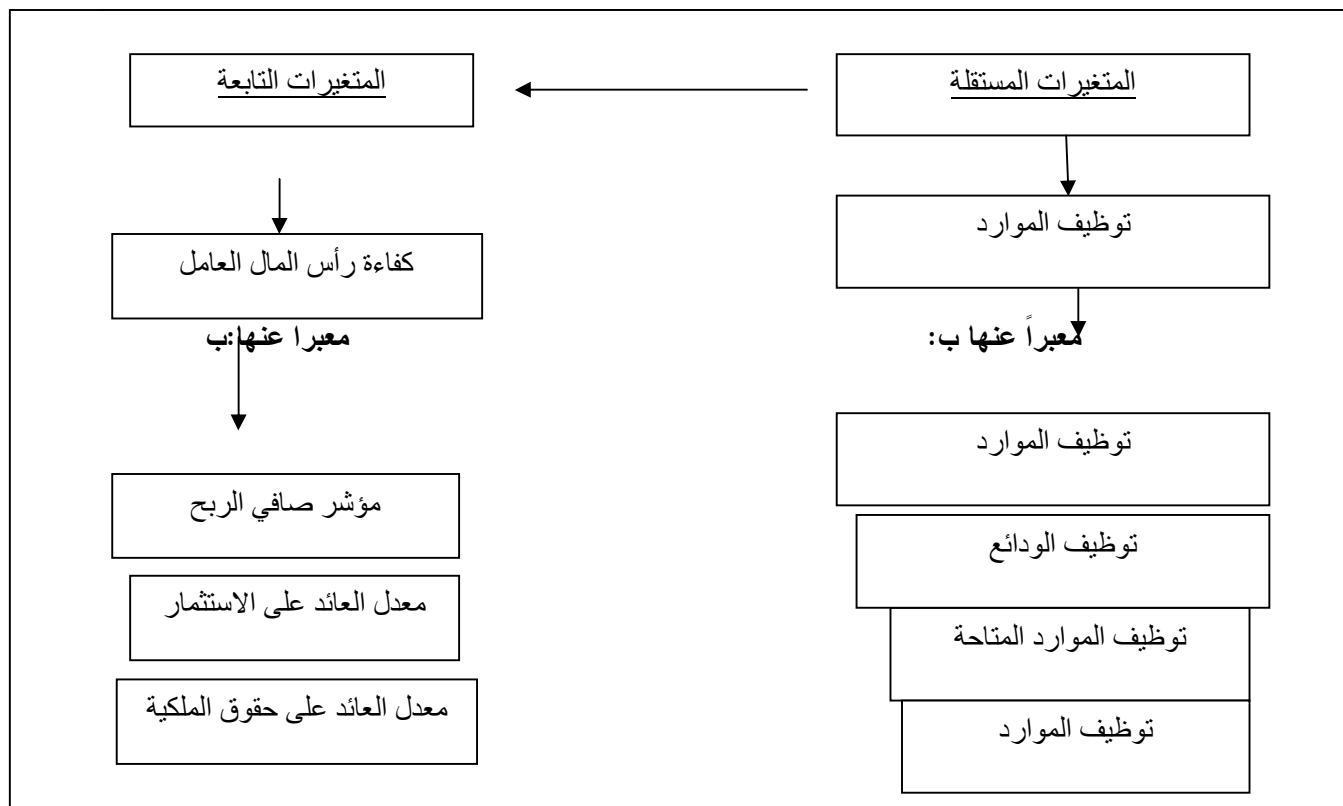 المتغيرات المستقلة
المتغيرات التابعة
توظيف الموارد
كفاءة رأس المال العامل
معبراً عنها ب:
معبرا عنها:ب
توظيف الموارد
مؤشر صافي الربح
توظيف الودائع
معدل العائد على الاستثمار
توظيف الموارد المتاحة
معدل العائد على حقوق الملكية
توظيف الموارد